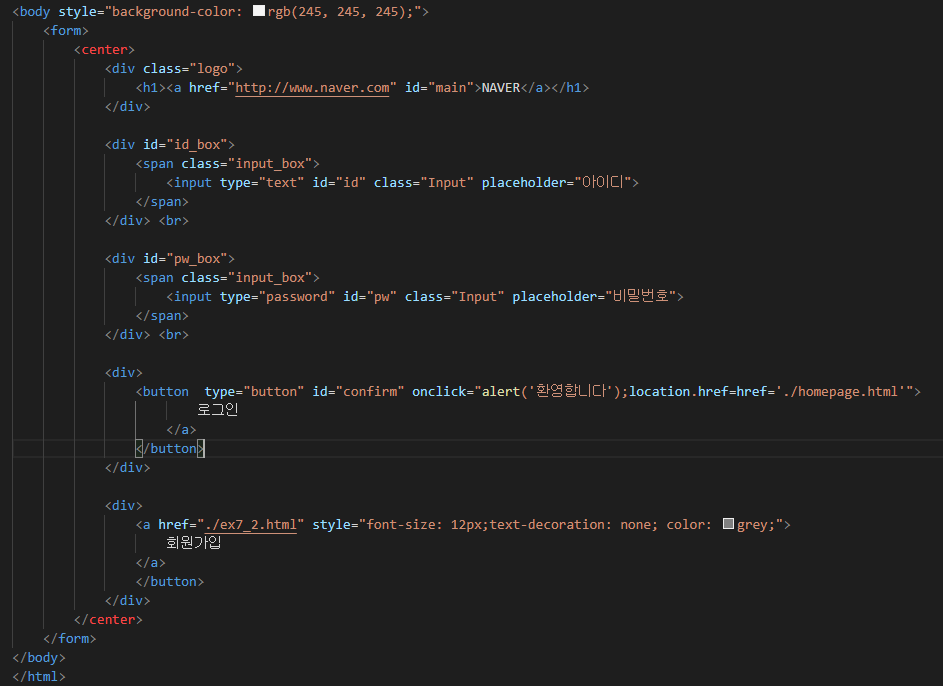 <body style="background-color: rgb(245, 245, 245);">
<form>
<center>
<div class="logo">
<h1><a href="http://www.naver.com" id="main">NAVER</a></h1>
</div>
<div id="id_box">
<span class="input_box">
<input type="text" id="id" class="Input" placeholder="아이디">
</span>
</div> <br>
<div id="pw_box">
<span class="input_box">
<input type="password" id="pw" class="Input" placeholder="비밀번호">
</span>
</div> <br>
<div>
<button  type="button" id="confirm" onclick="alert('환영합니다');location.href=href='./homepage.html'">
로그인
</a>
</button>
</div>
<div>
<a href="./ex7_2.html" style="font-size: 12px;text-decoration: none; color: grey;">
회원가입
</a>
</button>
</div>
</center>
</form>
</body>
</html>